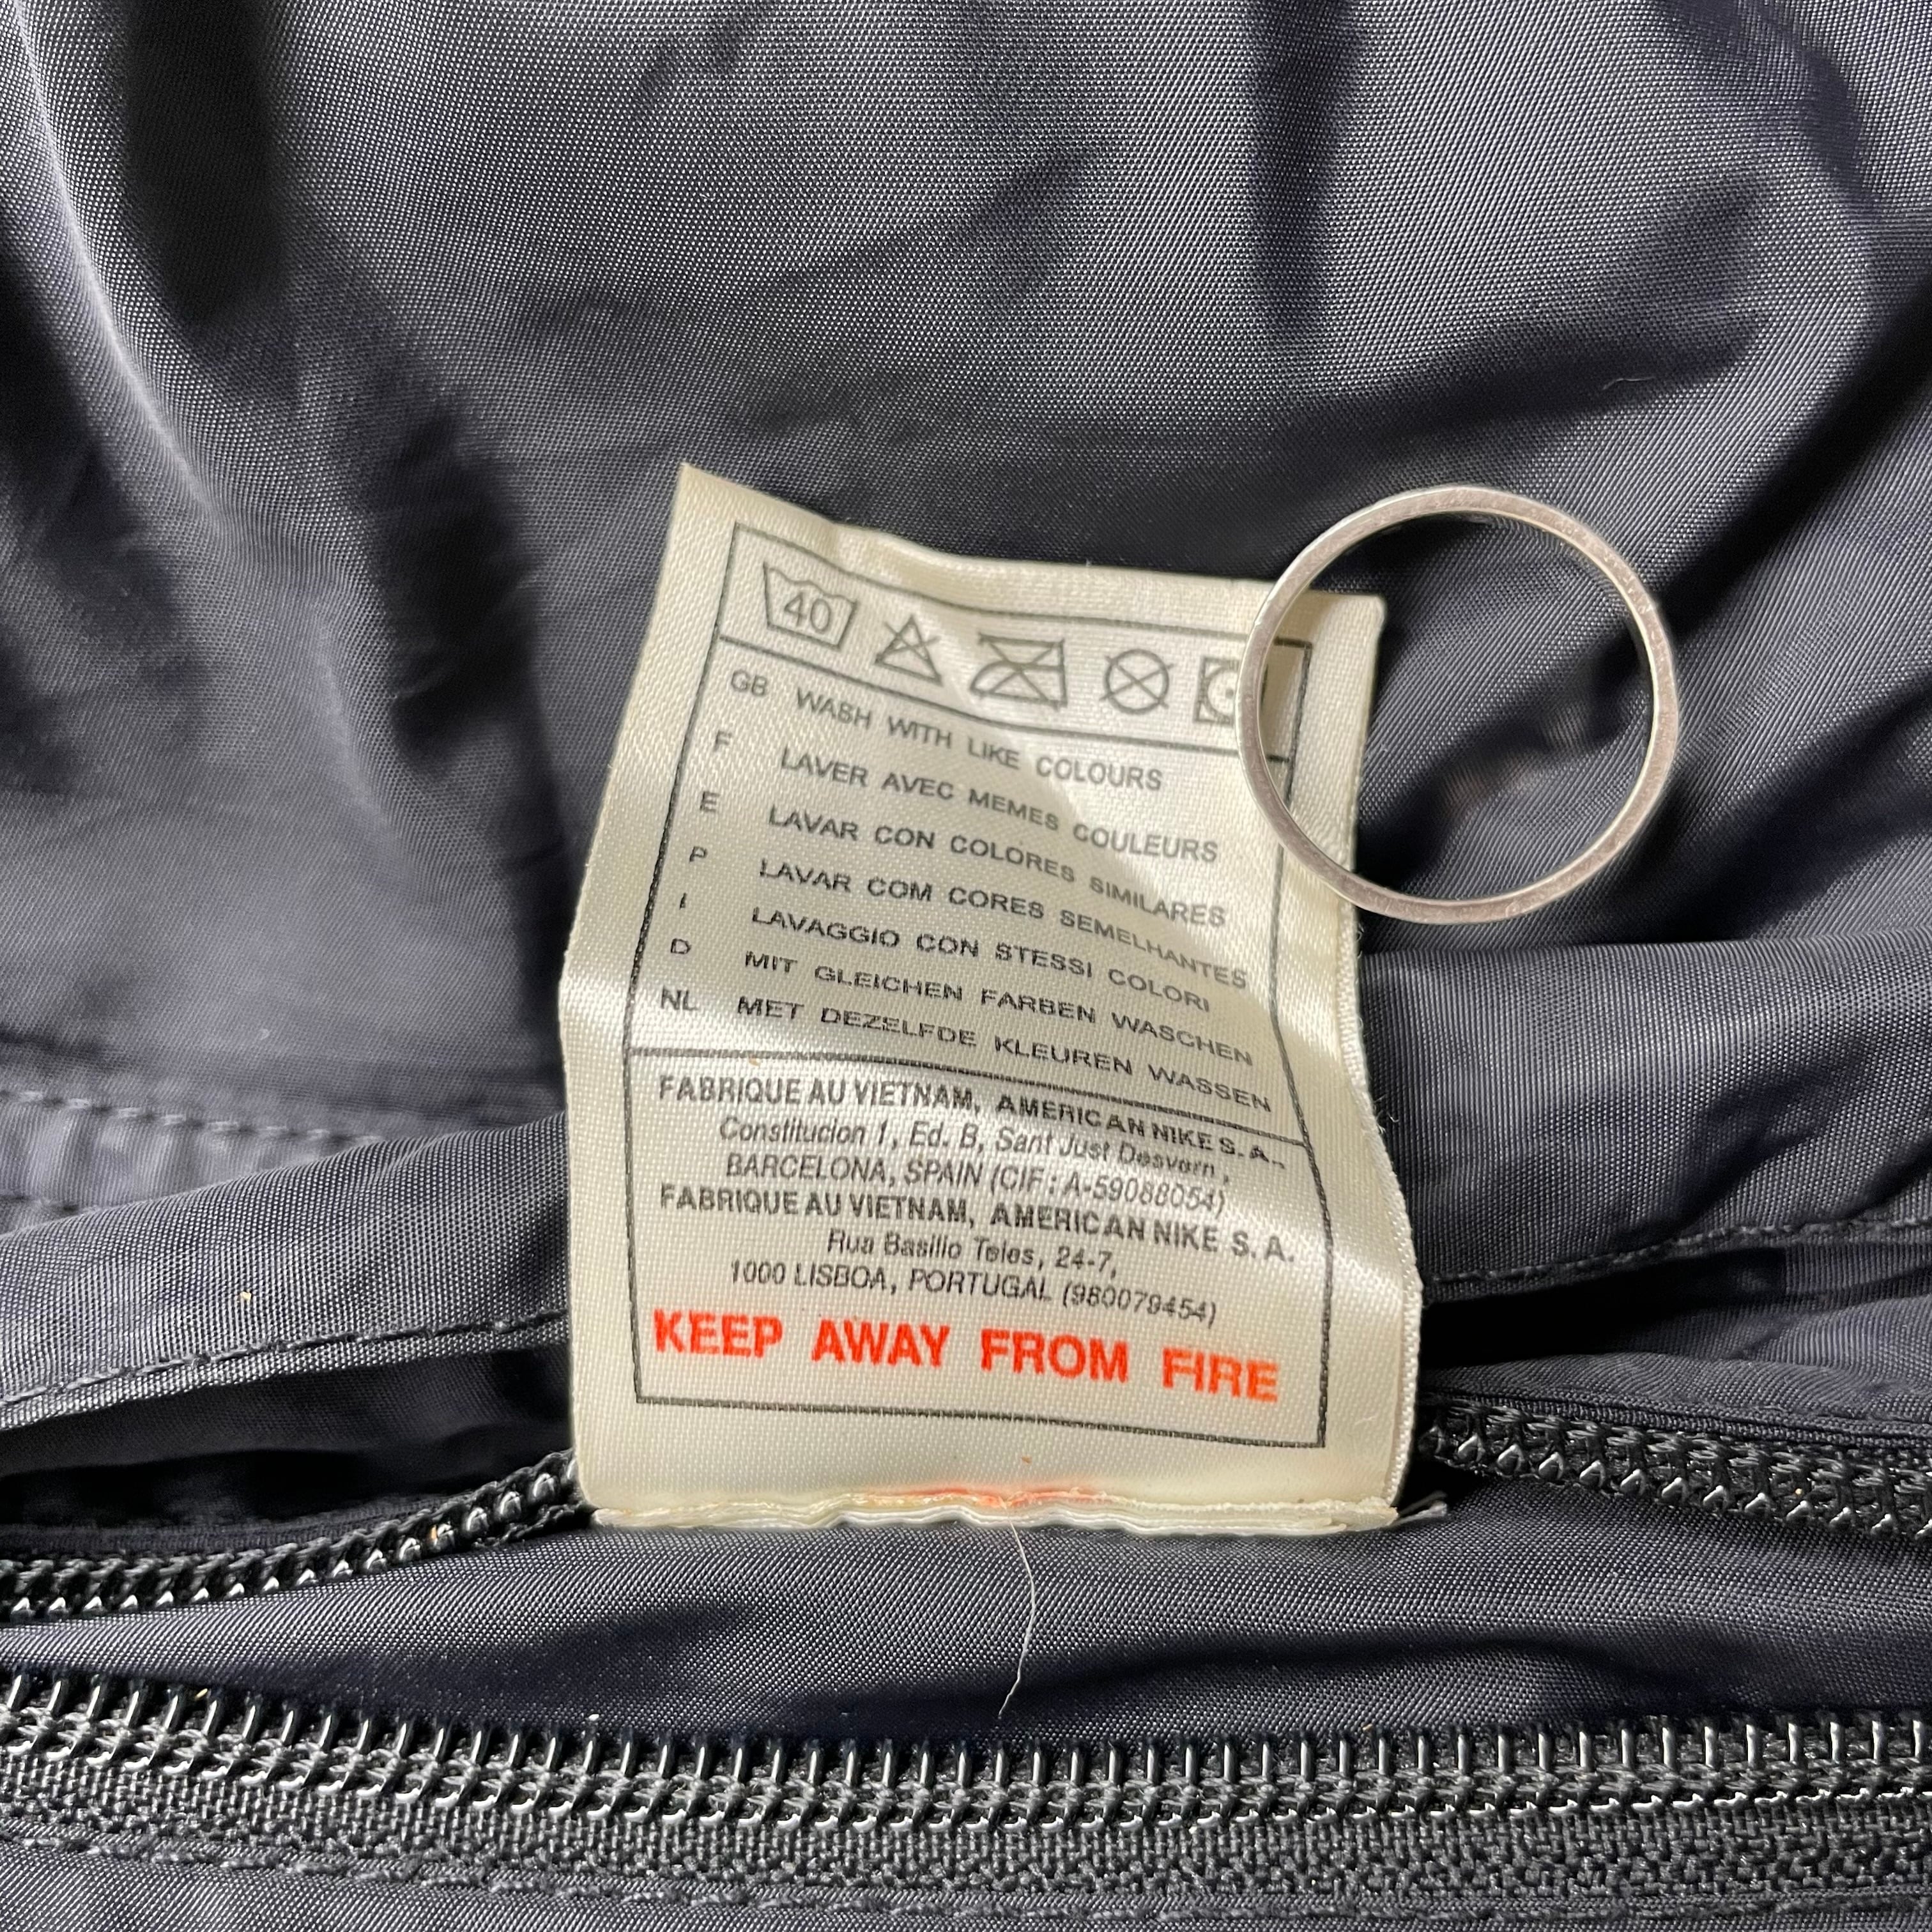 40
GB WASH WITH LIKE COLOURS
F LAVER AVEC MEMES COULEURS
E LAVAR CON COLORES SIMILARES
P LAVAR COM CORES SEMELHANTES
I LAVAGGIO CON STESSI COLORI
D MIT GLEICHEN FARBEN WASCHEN
NL MET DEZELFDE KLEUREN WASSEN
FABRIQUE AU VIETNAM, AMERICAN NIKE S.A.,
Constitucion 1, Ed. B, Sant Just Desvern,
BARCELONA, SPAIN (CIF: A-59088054)
FABRIQUE AU VIETNAM, AMERICAN NIKE S.A.
Rua Basilio Teles, 24-7,
1000 LISBOA, PORTUGAL (980079454)
KEEP AWAY FROM FIRE